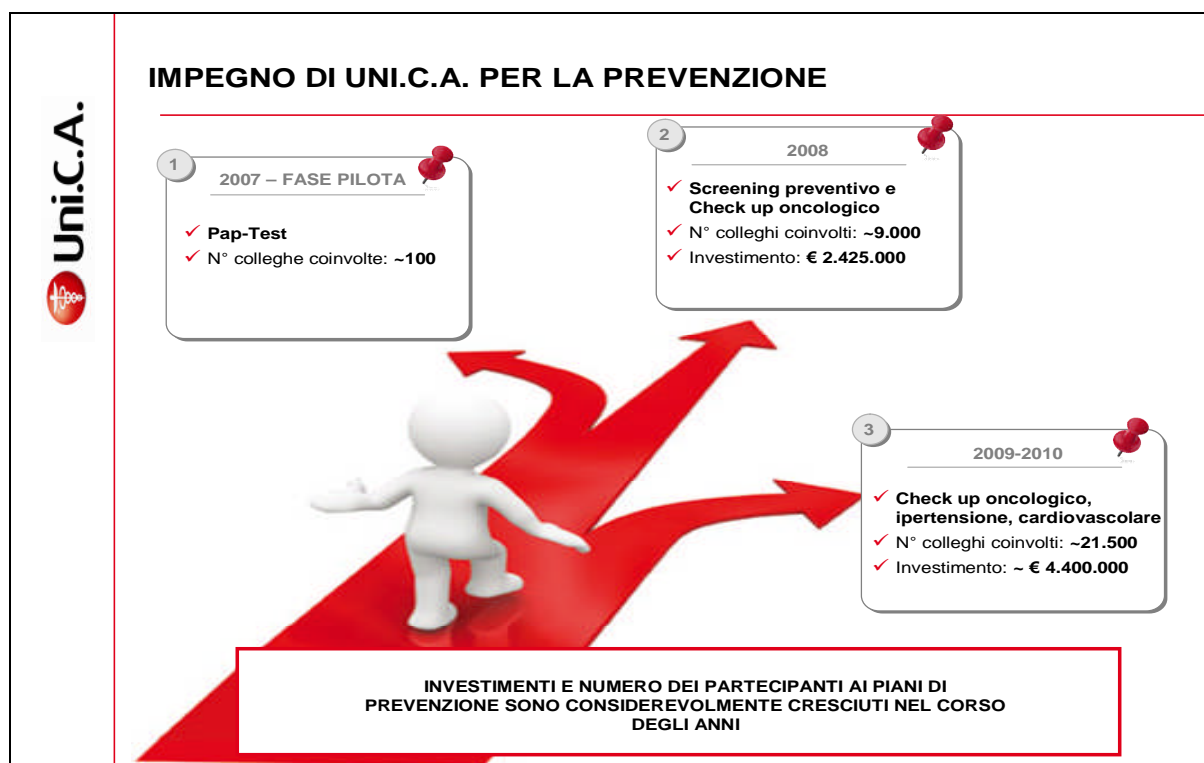 IMPEGNO DI UNI.C.A. PER LA PREVENZIONE
Uni.C.A.
1
2007 – FASE PILOTA
✓ Pap-Test
✓ N° colleghe coinvolte: ~100
2
2008
✓ Screening preventivo e
Check up oncologico
✓ N° colleghi coinvolti: ~9.000
✓ Investimento: € 2.425.000
3
2009-2010
✓ Check up oncologico,
ipertensione, cardiovascolare
✓ N° colleghi coinvolti: ~21.500
✓ Investimento: ~ € 4.400.000
INVESTIMENTI E NUMERO DEI PARTECIPANTI AI PIANI DI
PREVENZIONE SONO CONSIDEREVOLMENTE CRESCIUTI NEL CORSO
DEGLI ANNI